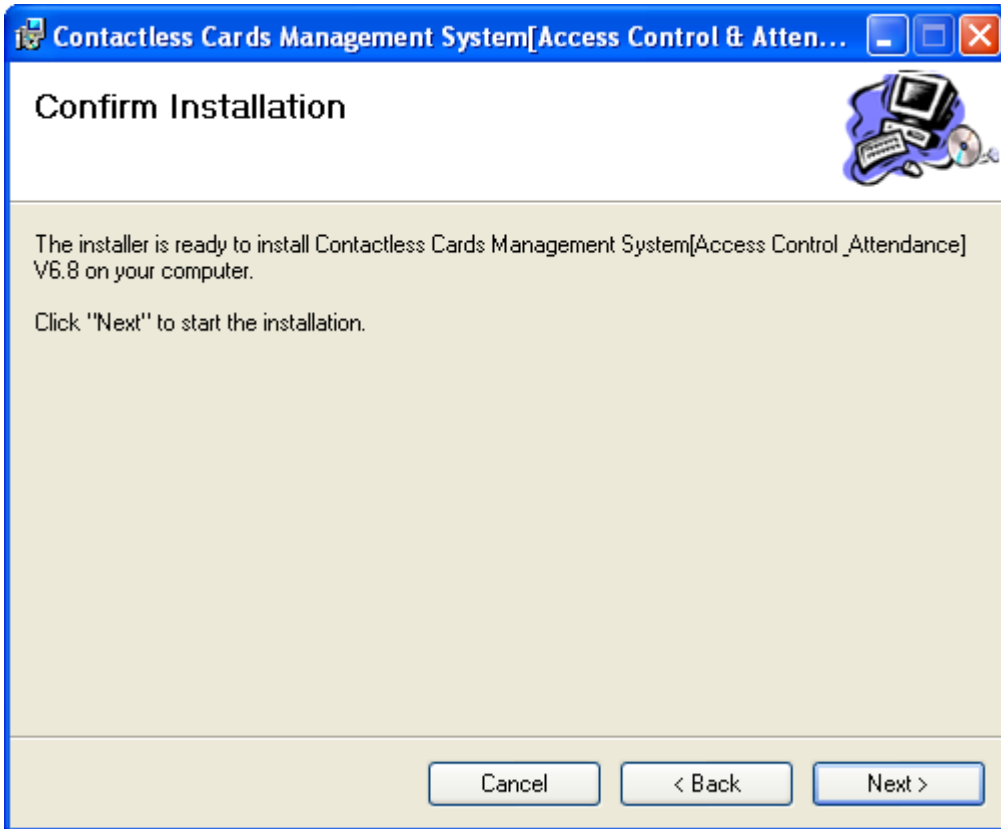 Contactless Cards Management System[Access Control & Atten...
Confirm Installation
The installer is ready to install Contactless Cards Management System[Access Control _Attendance]
V6.8 on your computer.
Click "Next" to start the installation.
Cancel
< Back
Next >